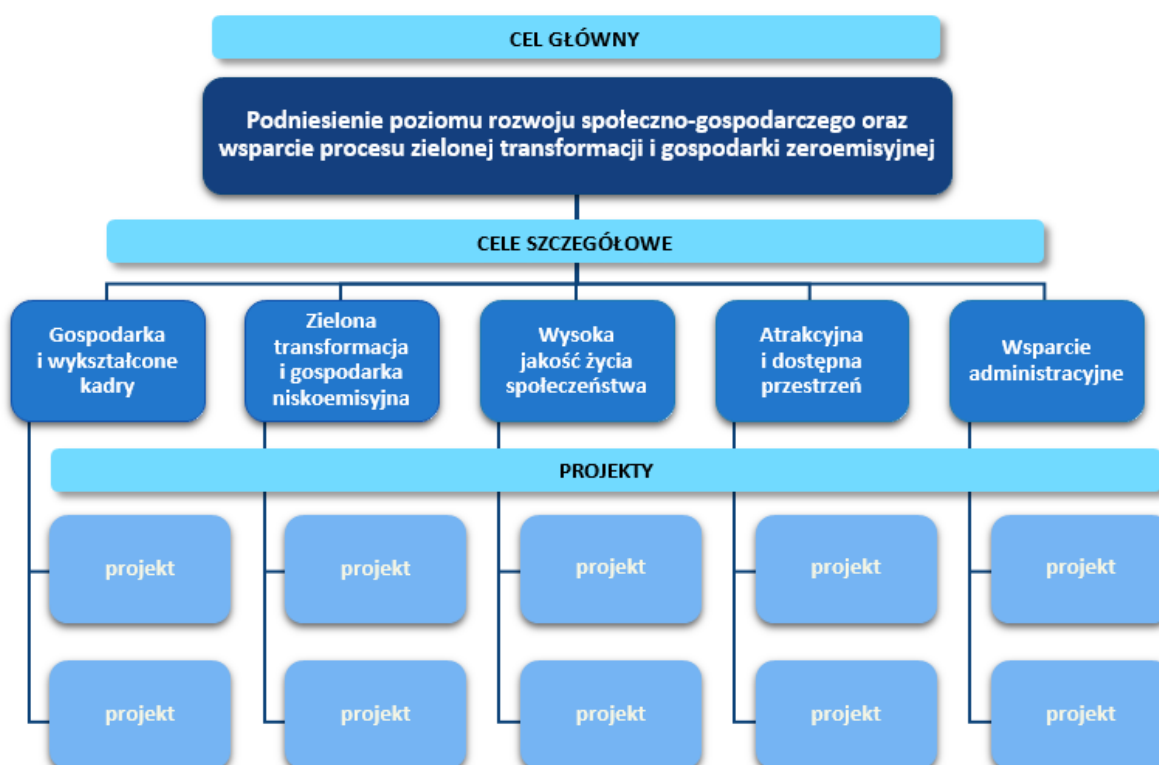 CEL GŁÓWNY
Podniesienie poziomu rozwoju społeczno-gospodarczego oraz
wsparcie procesu zielonej transformacji i gospodarki zeroemisyjnej
CELE SZCZEGÓŁOWE
Gospodarka
i wykształcone
kadry
Zielona
transformacja
i gospodarka
niskoemisyjna
Wysoka
jakość życia
społeczeństwa
Atrakcyjna
i dostępna
przestrzeń
Wsparcie
administracyjne
PROJEKTY
projekt
projekt
projekt
projekt
projekt
projekt
projekt
projekt
projekt
projekt